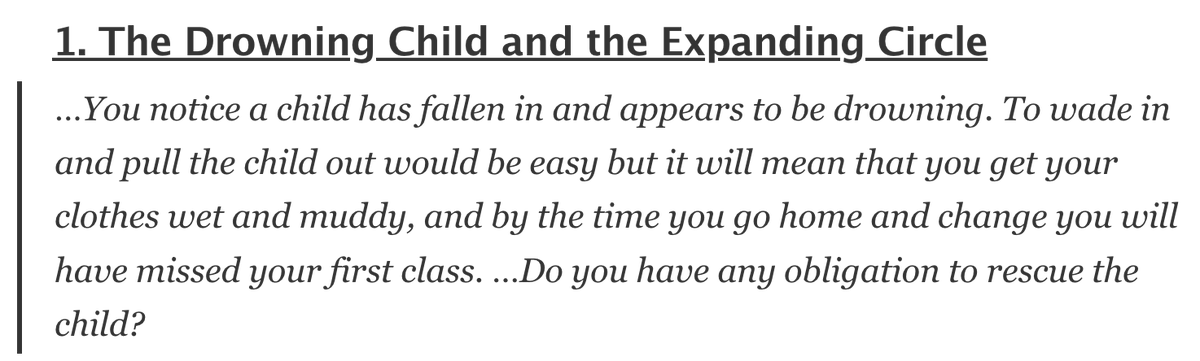 1. The Drowning Child and the Expanding Circle
...You notice a child has fallen in and appears to be drowning. To wade in
and pull the child out would be easy but it will mean that you get your
clothes wet and muddy, and by the time you go home and change you will
have missed your first class. ...Do you have any obligation to rescue the
child?